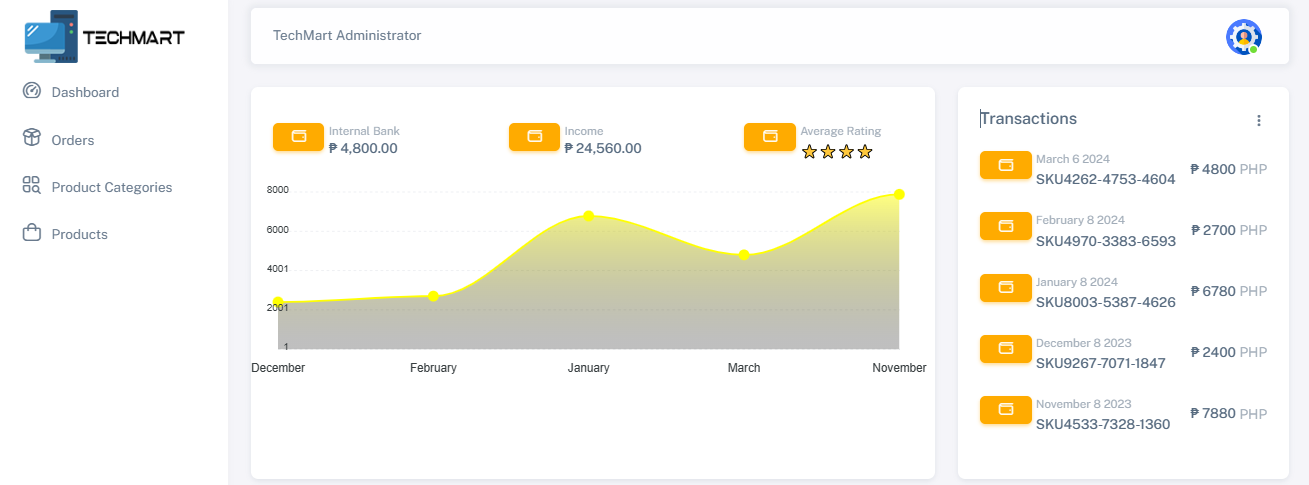 TECHMART
Dashboard
Orders
Product Categories
Products
TechMart Administrator
Internal Bank
₱ 4,800.00
Income
₱ 24,560.00
Average Rating
8000
6000
4001
2001
1
December February January March November
Transactions
March 6 2024
SKU4262-4753-4604 ₱ 4800 PHP
February 8 2024
SKU4970-3383-6593 ₱ 2700 PHP
January 8 2024
SKU8003-5387-4626 ₱ 6780 PHP
December 8 2023
SKU9267-7071-1847 ₱ 2400 PHP
November 8 2023
SKU4533-7328-1360 ₱ 7880 PHP